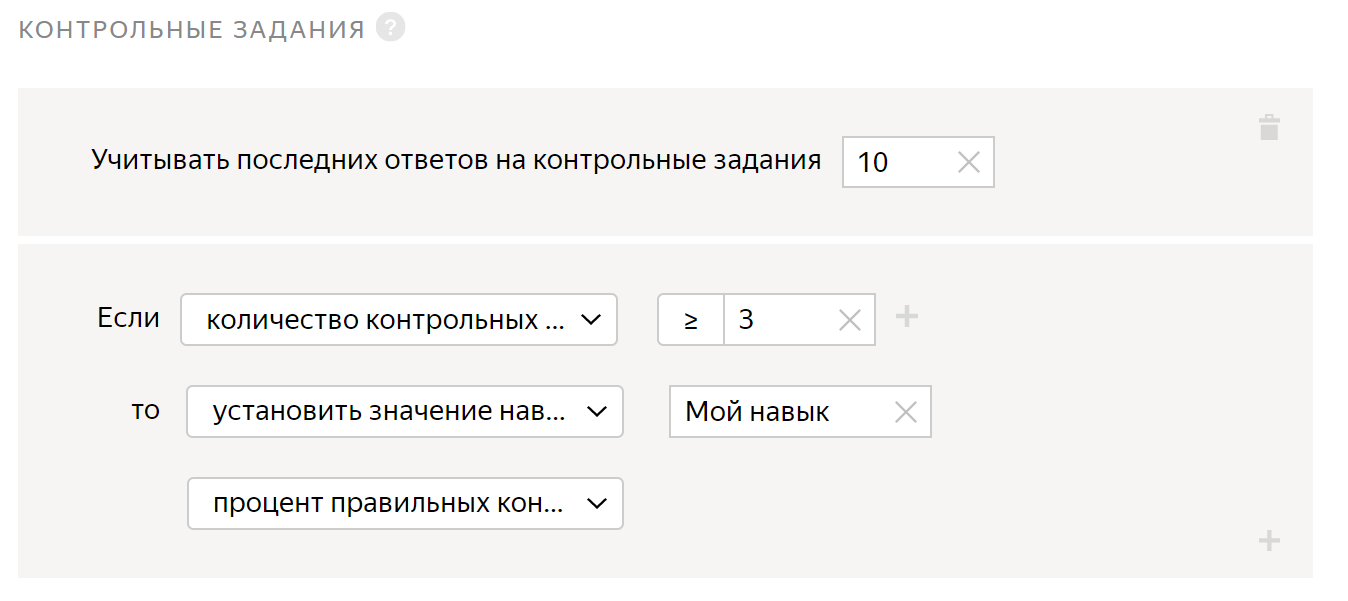 КОНТРОЛЬНЫЕ ЗАДАНИЯ ?
Учитывать последних ответов на контрольные задания 10
Если количество контрольных ... ≥ 3
то установить значение нав... Мой навык
процент правильных кон...